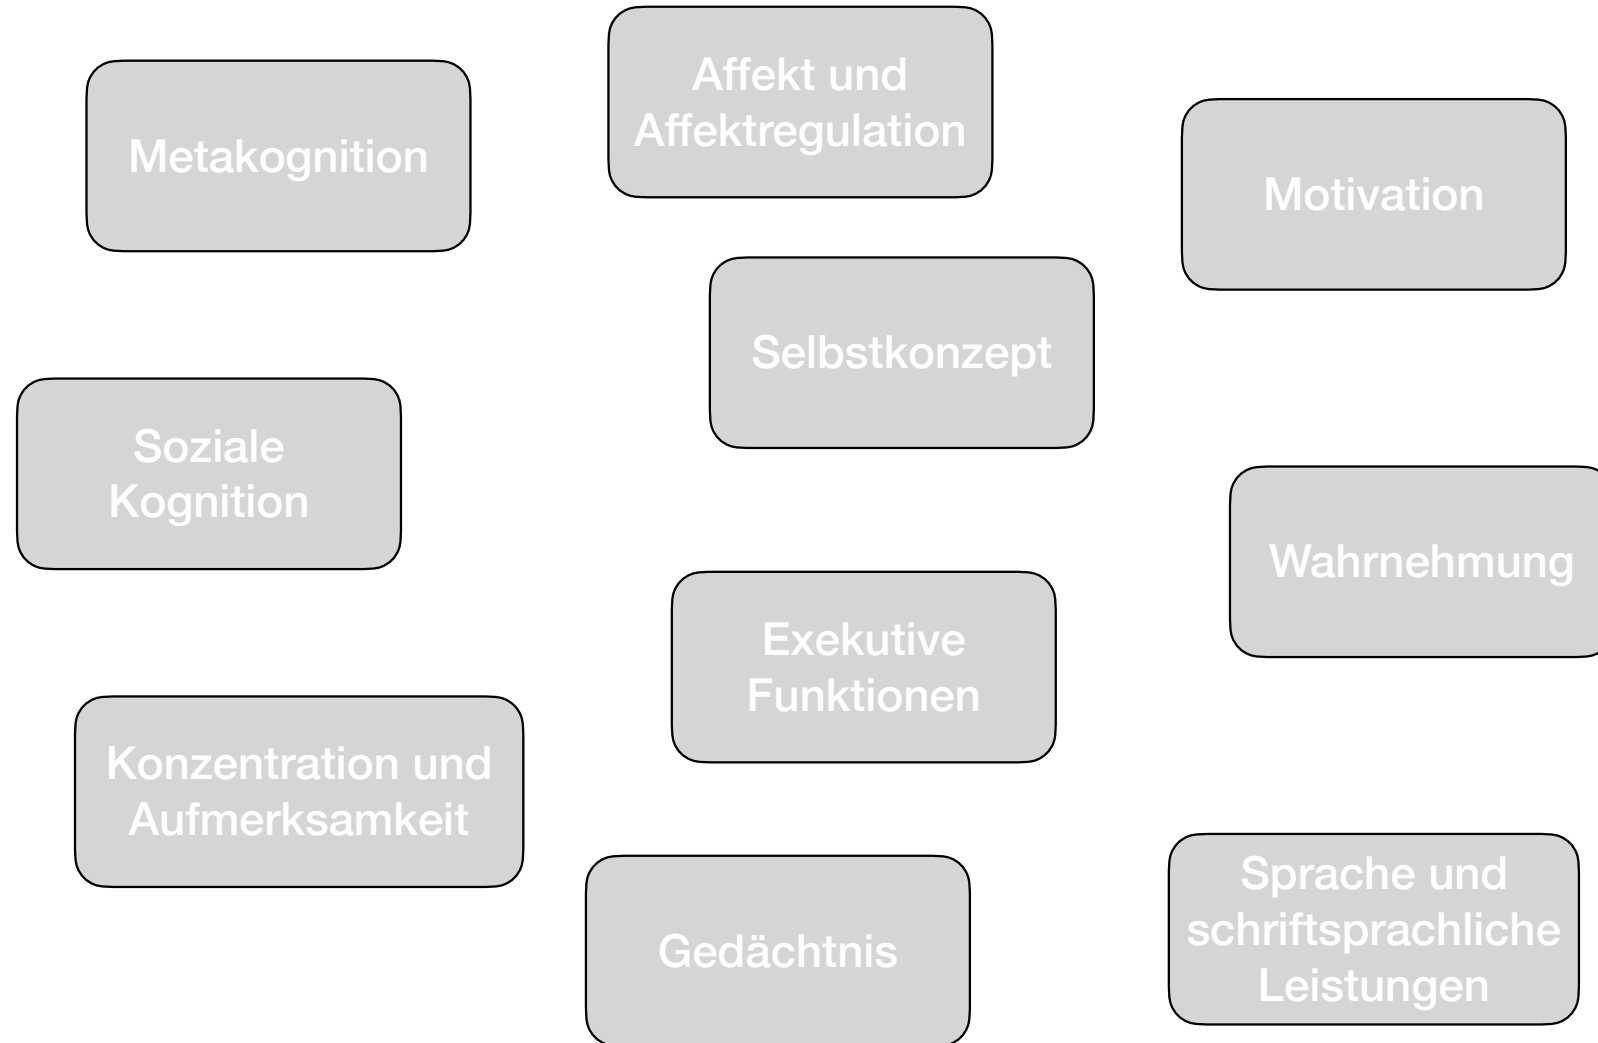 Affekt und
Affektregulation
Metakognition
Motivation
Selbstkonzept
Soziale
Kognition
Wahrnehmung
Exekutive
Funktionen
Konzentration und
Aufmerksamkeit
Sprache und
schriftsprachliche
Leistungen
Gedächtnis